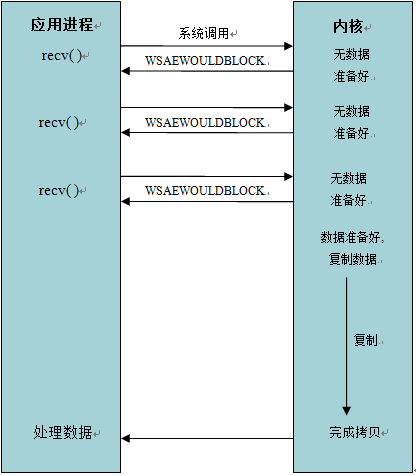 应用进程
系统调用
内核
recv()
WSAEWOULDBLOCK
无数据
准备好
recv()
WSAEWOULDBLOCK
无数据
准备好
recv()
WSAEWOULDBLOCK
无数据
准备好
数据准备好,
复制数据
复制
处理数据
完成拷贝